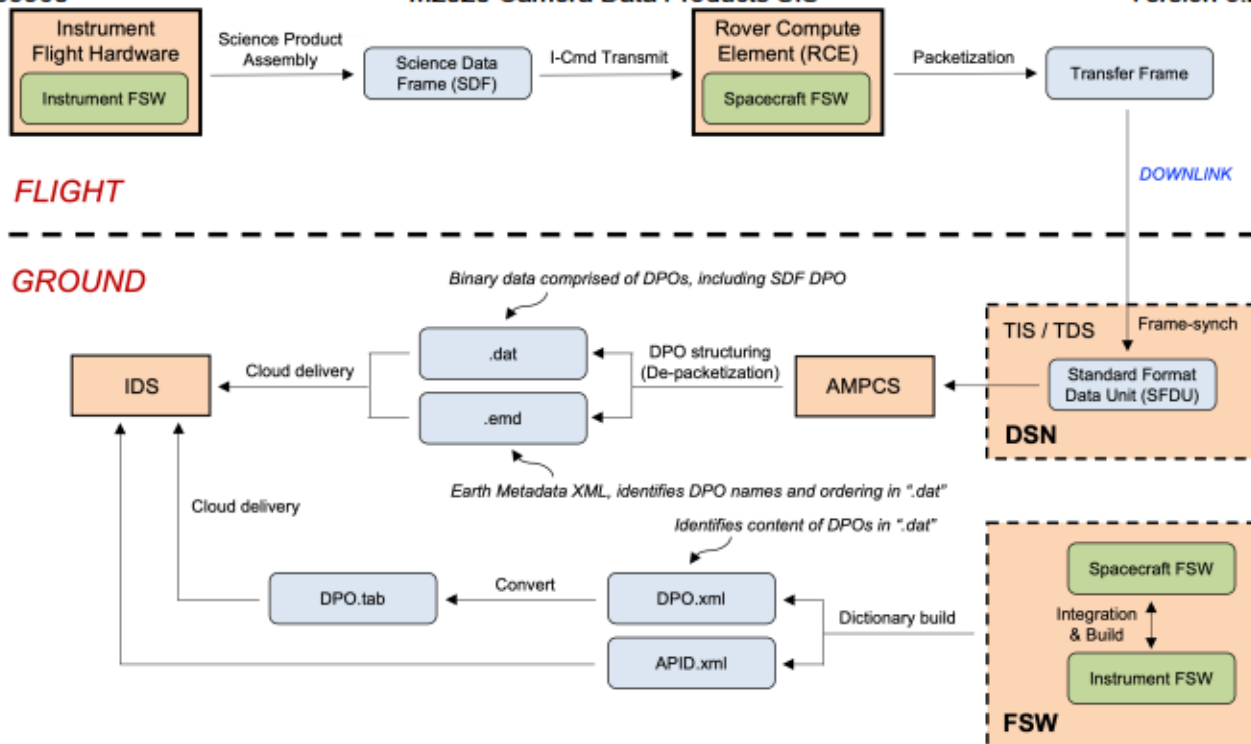 Instrument
Flight Hardware
Instrument FSW
Science Product
Assembly
Science Data
Frame (SDF)
I-Cmd Transmit
Rover Compute
Element (RCE)
Spacecraft FSW
Packetization
Transfer Frame
FLIGHT
DOWNLINK
GROUND
Binary data comprised of DPOs, including SDF DPO
TIS / TDS
Frame-synch
Standard Format
Data Unit (SFDU)
DSN
AMPCS
DPO structuring
(De-packetization)
.dat
.emd
Cloud delivery
IDS
Earth Metadata XML, identifies DPO names and ordering in “.dat”
Cloud delivery
Identifies content of DPOs in “.dat”
DPO.tab
Convert
DPO.xml
APID.xml
Dictionary build
Spacecraft FSW
Integration
& Build
Instrument FSW
FSW